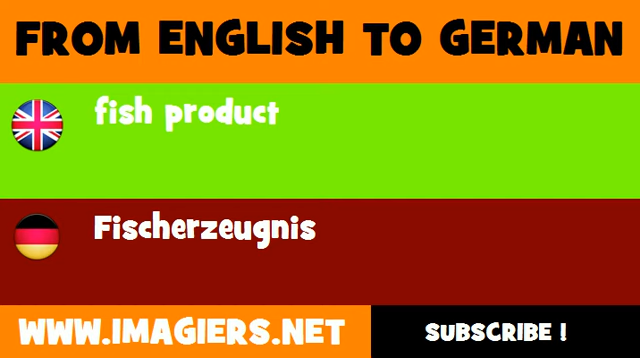 FROM ENGLISH TO GERMAN
fish product
Fischerzeugnis
WWW.IMAGIERS.NET
SUBSCRIBE !